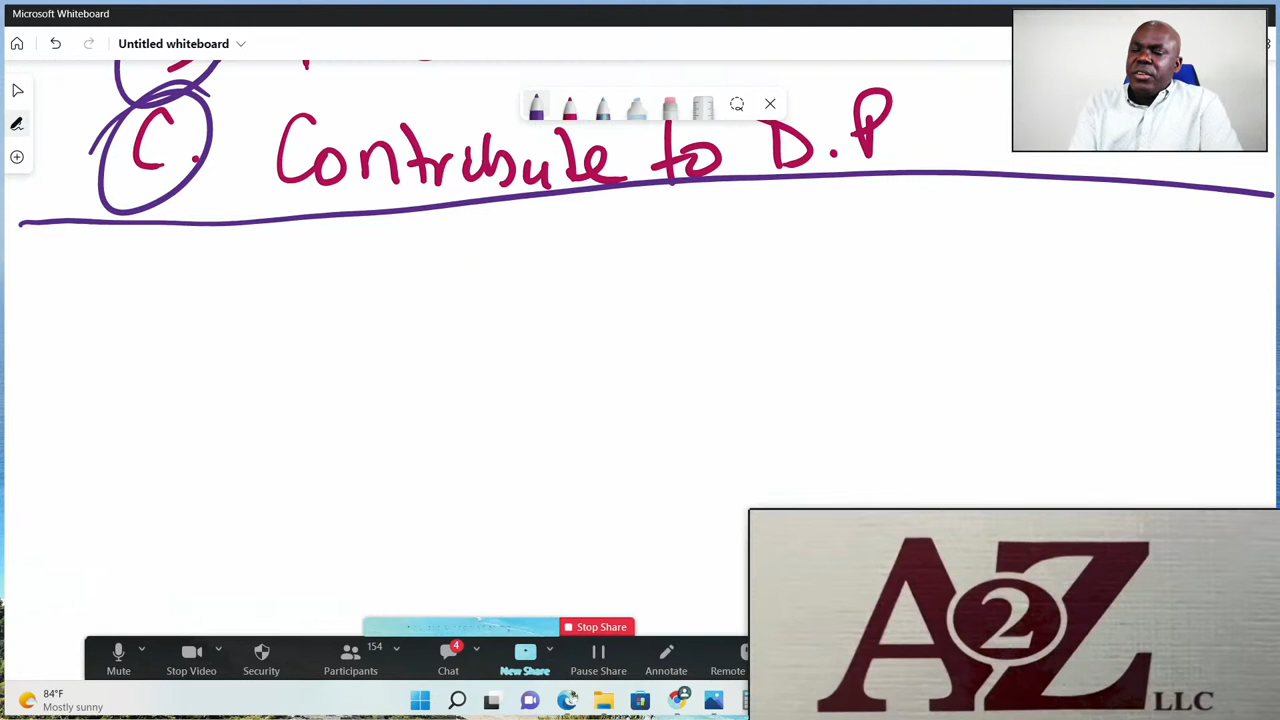 Microsoft Whiteboard
Untitled whiteboard
C. Contribute to D.P
A2Z LLC
Stop Share
154
4
Mute
Stop Video
Security
Participants
Chat
New Share
Pause Share
Annotate
Remote
84°F
Mostly sunny